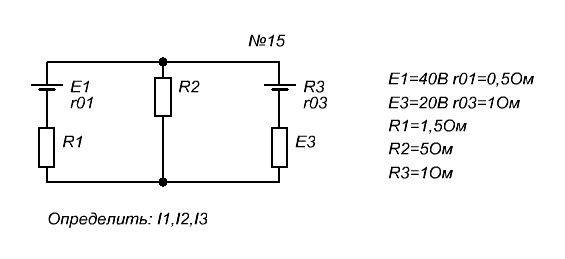 №15
E1
r01
R2
R3
r03
R1
E3
E1=40В r01=0,5Ом
E3=20В r03=1Ом
R1=1,5Ом
R2=5Ом
R3=1Ом
Определить: I1,I2,I3